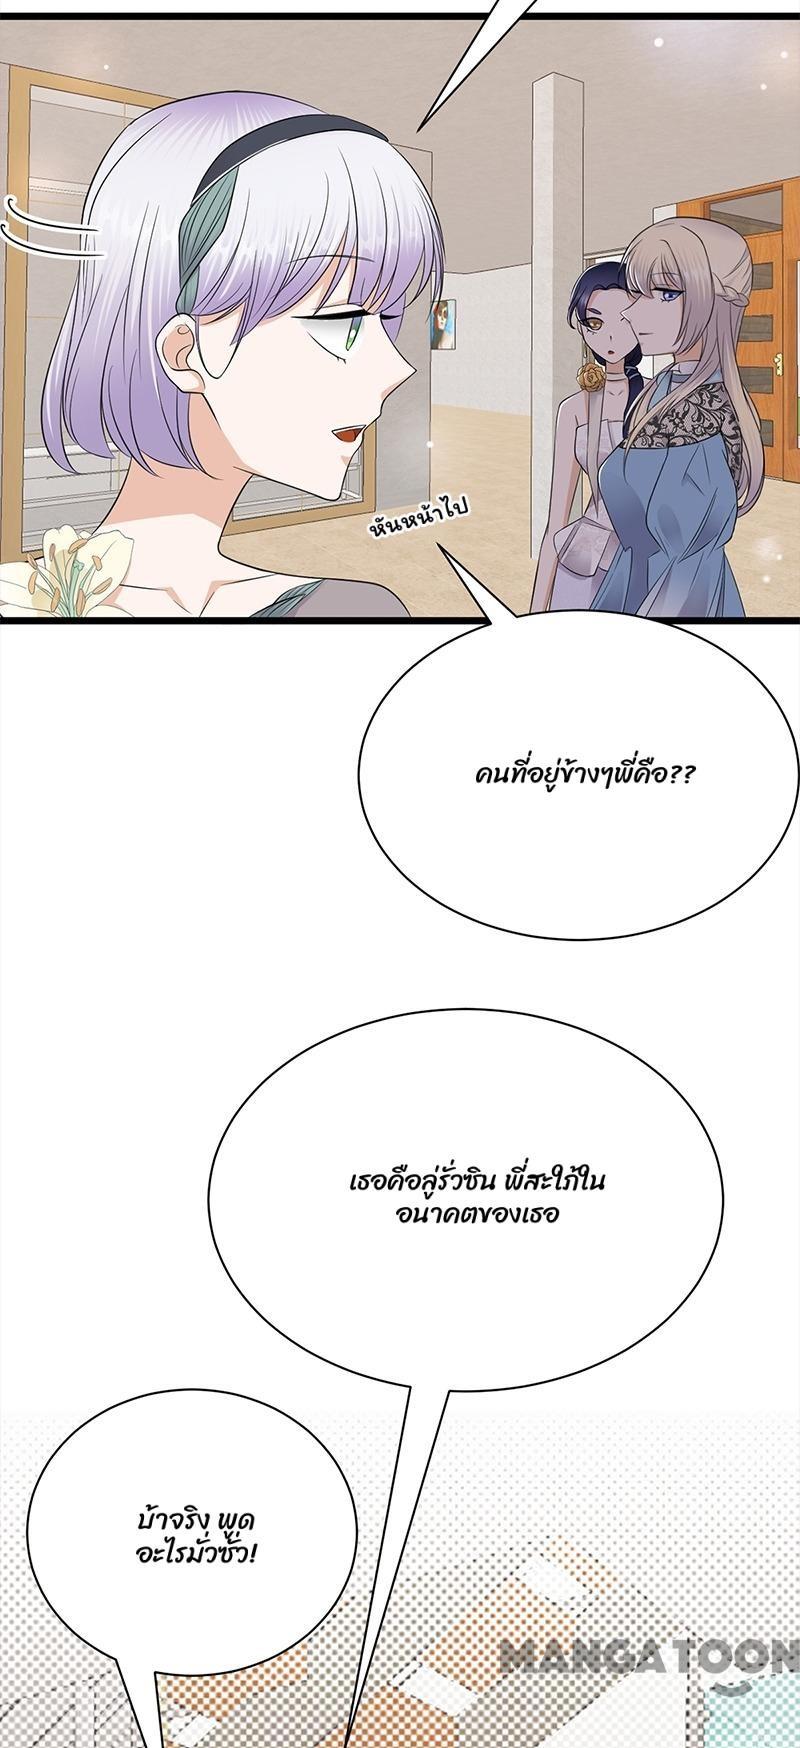 หันหน้าไป
คนที่อยู่ข้างๆพี่คือ??
เธอคือลู่รั่วซิน พี่สะใภ้ใน
อนาคตของเธอ
บ้าจริง พูด
อะไรมั่วซั่ว!
MANGATOON